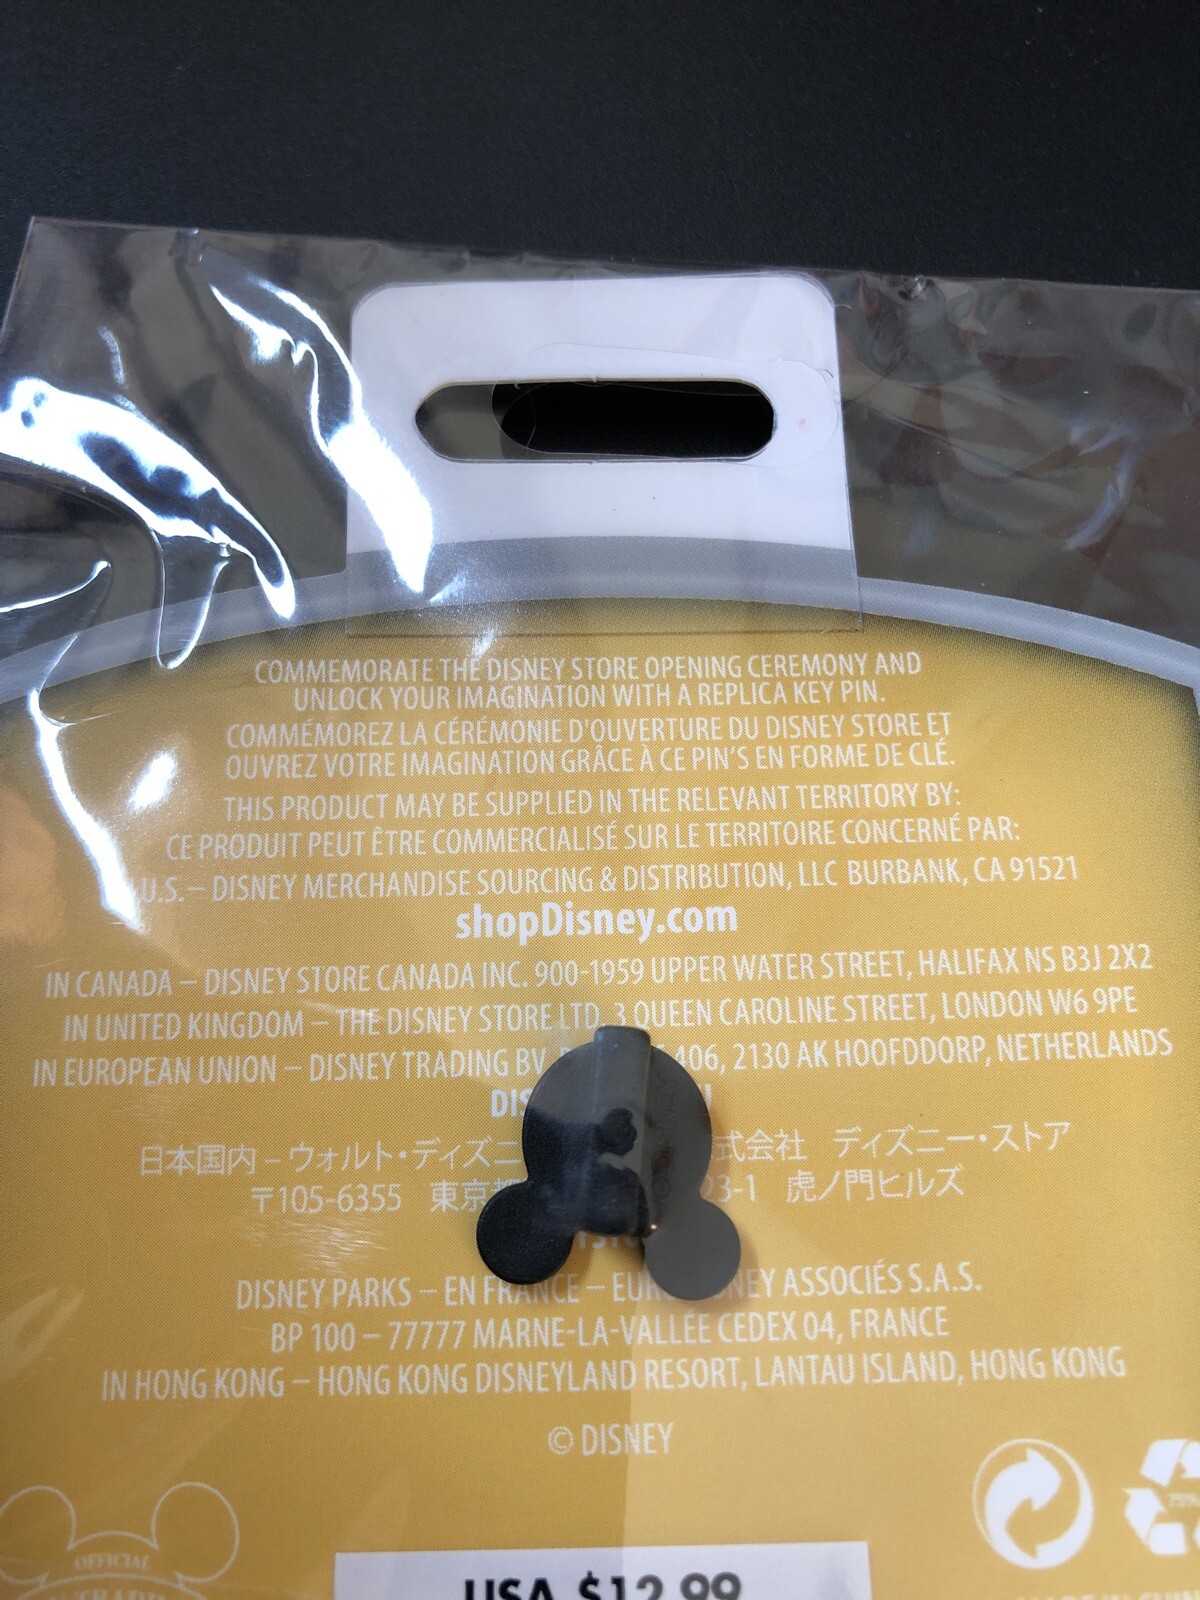 COMMEMORATE THE DISNEY STORE OPENING CEREMONY AND
UNLOCK YOUR IMAGINATION WITH A REPLICA KEY PIN.
COMMÉMOREZ LA CÉRÉMONIE D'OUVERTURE DU DISNEY STORE ET
OUVREZ VOTRE IMAGINATION GRÂCE À CE PIN'S EN FORME DE CLÉ.
THIS PRODUCT MAY BE SUPPLIED IN THE RELEVANT TERRITORY BY:
CE PRODUIT PEUT ÊTRE COMMERCIALISÉ SUR LE TERRITOIRE CONCERNÉ PAR:
U.S.– DISNEY MERCHANDISE SOURCING & DISTRIBUTION, LLC BURBANK, CA 91521
shopDisney.com
IN CANADA – DISNEY STORE CANADA INC. 900-1959 UPPER WATER STREET, HALIFAX NS B3J 2X2
IN UNITED KINGDOM – THE DISNEY STORE LTD, 3 QUEEN CAROLINE STREET, LONDON W6 9PE
IN EUROPEAN UNION – DISNEY TRADING BV, 406, 2130 AK HOOFDDORP, NETHERLANDS
日本国内 – ウォルト・ディズニ 式会社 ディズニー・ストア
〒105-6355 東京 23-1 虎ノ門ヒルズ
DISNEY PARKS – EN FRANCE – ASSOCIÉS S.A.S.
BP 100 – 77777 MARNE-LA-VALLÉE CEDEX 04, FRANCE
IN HONG KONG – HONG KONG DISNEYLAND RESORT, LANTAU ISLAND, HONG KONG
© DISNEY
75%
OFFICIAL
USA $12.99